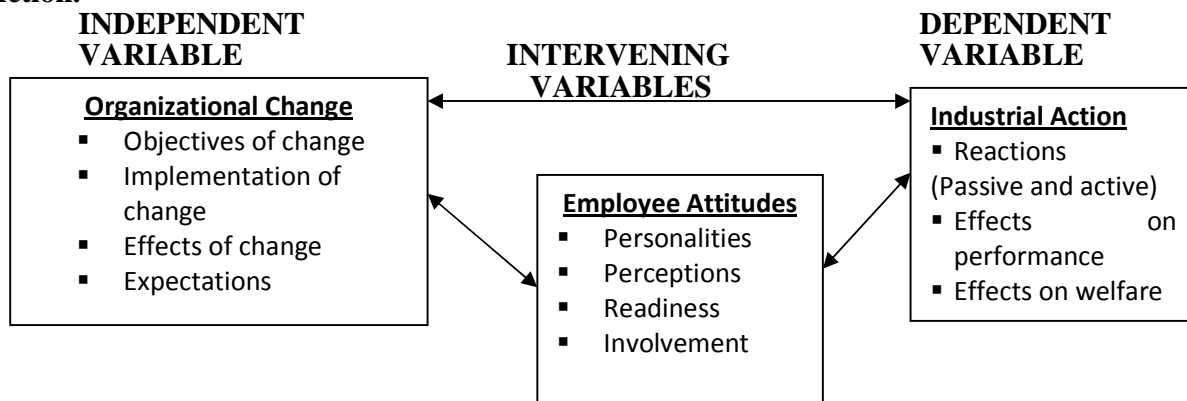 INDEPENDENT
VARIABLE
INTERVENING
VARIABLES
DEPENDENT
VARIABLE
Organizational Change
▪ Objectives of change
▪ Implementation of
change
▪ Effects of change
▪ Expectations
Employee Attitudes
▪ Personalities
▪ Perceptions
▪ Readiness
▪ Involvement
Industrial Action
▪ Reactions
(Passive and active)
▪ Effects on
performance
▪ Effects on welfare